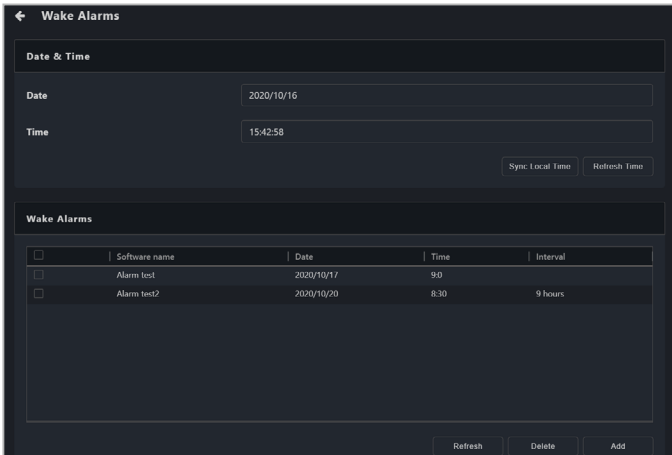 Wake Alarms
Date & Time
Date 2020/10/16
Time 15:42:58
Sync Local Time Refresh Time
Wake Alarms
Software name Date Time Interval
Alarm test 2020/10/17 9:0
Alarm test2 2020/10/20 8:30 9 hours
Refresh Delete Add